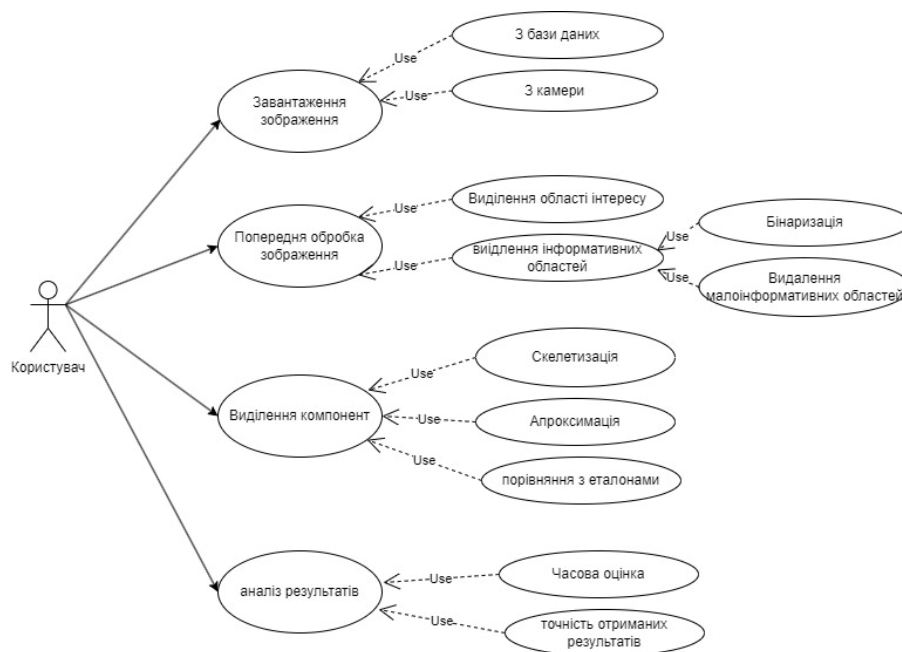 З бази даних
Use
Завантаження
зображення
Use
З камери
Виділення області інтресу
Use
Попередня обробка
зображення
Use
виідлення інформативних
областей
Use
Бінаризація
Use
Видалення
малоінформативних областей
Користувач
Скелетизація
Use
Виділення компонент
Use
Апроксимація
Use
порівняння з еталонами
аналіз результатів
Use
Часова оцінка
Use
точність отриманих
результатів